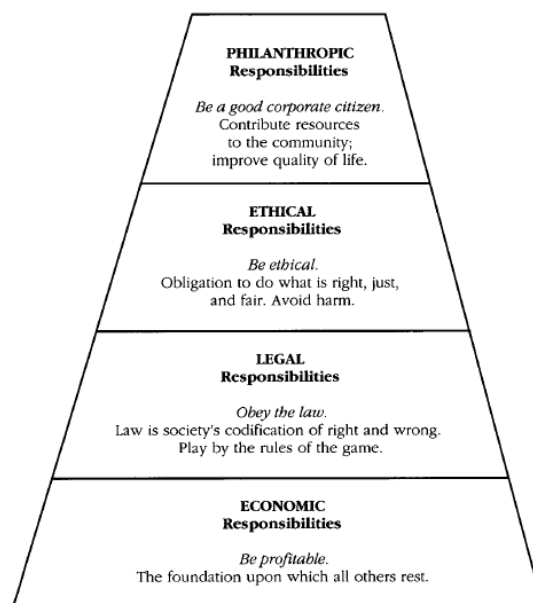 PHILANTHROPIC
Responsibilities
Be a good corporate citizen.
Contribute resources
to the community;
improve quality of life.
ETHICAL
Responsibilities
Be ethical.
Obligation to do what is right, just,
and fair. Avoid harm.
LEGAL
Responsibilities
Obey the law.
Law is society's codification of right and wrong.
Play by the rules of the game.
ECONOMIC
Responsibilities
Be profitable.
The foundation upon which all others rest.